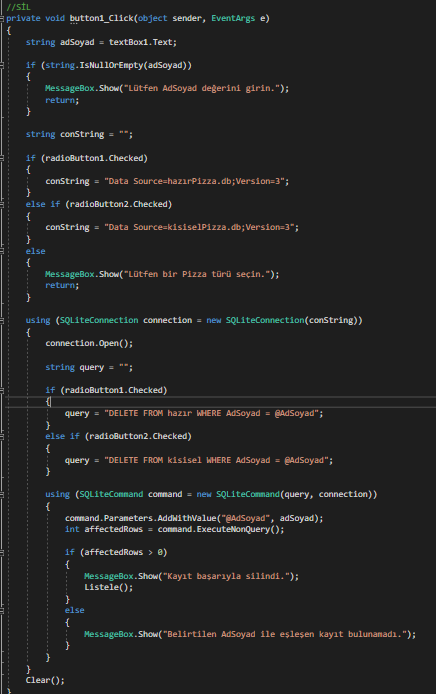 //SİL
private void button1_Click(object sender, EventArgs e)
{
string adSoyad = textBox1.Text;
if (string.IsNullOrEmpty(adSoyad))
{
MessageBox.Show("Lütfen AdSoyad değerini girin.");
return;
}
string conString = "";
if (radioButton1.Checked)
{
conString = "Data Source=hazırPizza.db;Version=3";
}
else if (radioButton2.Checked)
{
conString = "Data Source=kisiselPizza.db;Version=3";
}
else
{
MessageBox.Show("Lütfen bir Pizza türü seçin.");
return;
}
using (SQLiteConnection connection = new SQLiteConnection(conString))
{
connection.Open();
string query = "";
if (radioButton1.Checked)
{
query = "DELETE FROM hazır WHERE AdSoyad = @AdSoyad";
}
else if (radioButton2.Checked)
{
query = "DELETE FROM kisisel WHERE AdSoyad = @AdSoyad";
}
using (SQLiteCommand command = new SQLiteCommand(query, connection))
{
command.Parameters.AddWithValue("@AdSoyad", adSoyad);
int affectedRows = command.ExecuteNonQuery();
if (affectedRows > 0)
{
MessageBox.Show("Kayıt başarıyla silindi.");
Listele();
}
else
{
MessageBox.Show("Belirtilen AdSoyad ile eşleşen kayıt bulunamadı.");
}
}
}
Clear();
}